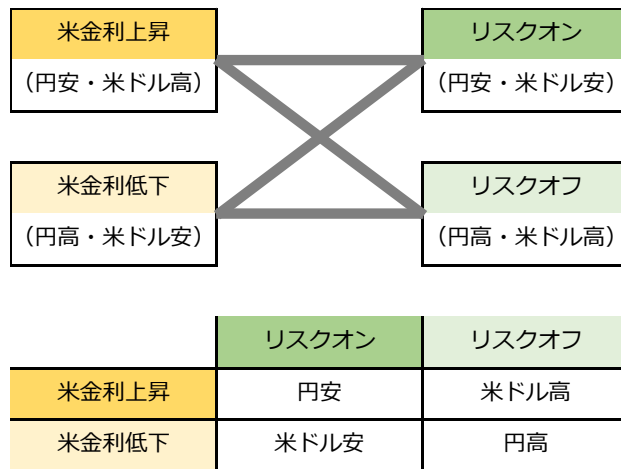 米金利上昇
(円安・米ドル高)
リスクオン
(円安・米ドル安)
米金利低下
(円高・米ドル安)
リスクオフ
(円高・米ドル高)
リスクオン リスクオフ
米金利上昇 円安 米ドル高
米金利低下 米ドル安 円高